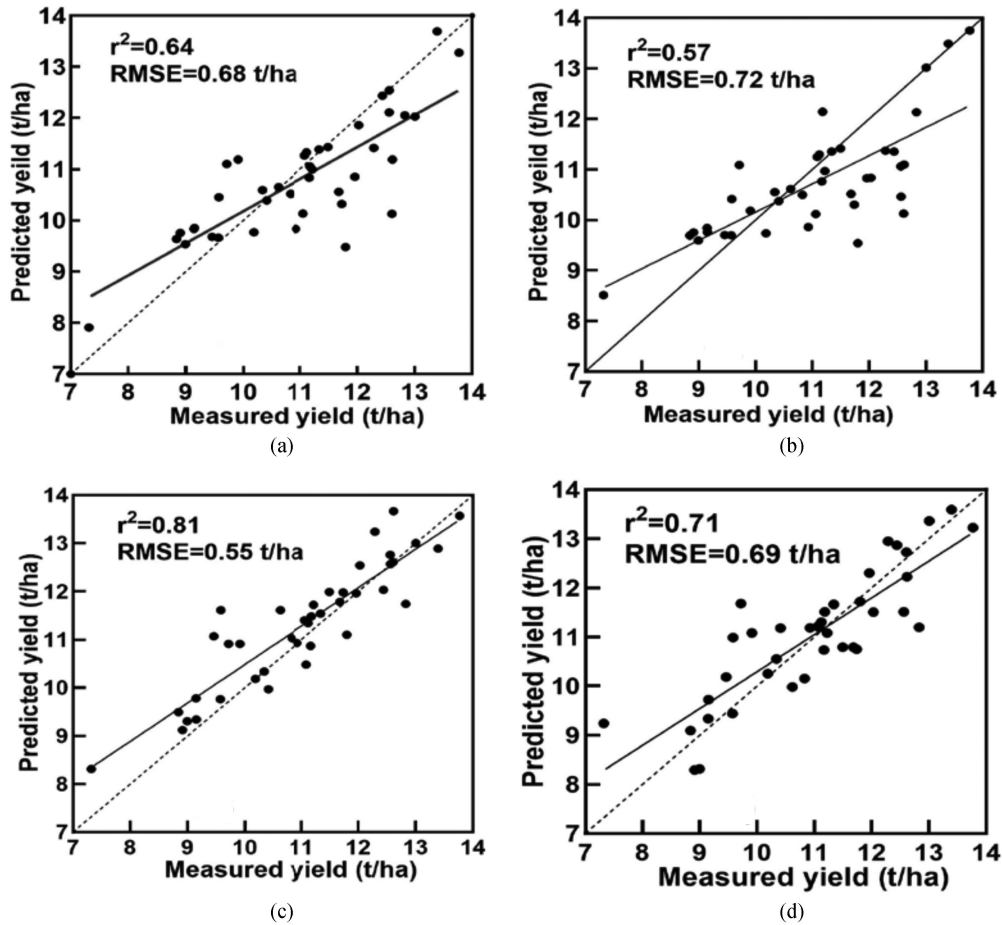 r²=0.64
RMSE=0.68 t/ha
Predicted yeild (t/ha)
14
13
12
11
10
9
8
7
7 8 9 10 11 12 13 14
Measured yield (t/ha)
(a)
r²=0.57
RMSE=0.72 t/ha
Predicted yield (t/ha)
14
13
12
11
10
9
8
7
7 8 9 10 11 12 13 14
Measured yield (t/ha)
(b)
r²=0.81
RMSE=0.55 t/ha
Predicted yield (t/ha)
14
13
12
11
10
9
8
7
7 8 9 10 11 12 13 14
Measured yield (t/ha)
(c)
r²=0.71
RMSE=0.69 t/ha
Predicted yield (t/ha)
14
13
12
11
10
9
8
7
7 8 9 10 11 12 13 14
Measured yield (t/ha)
(d)